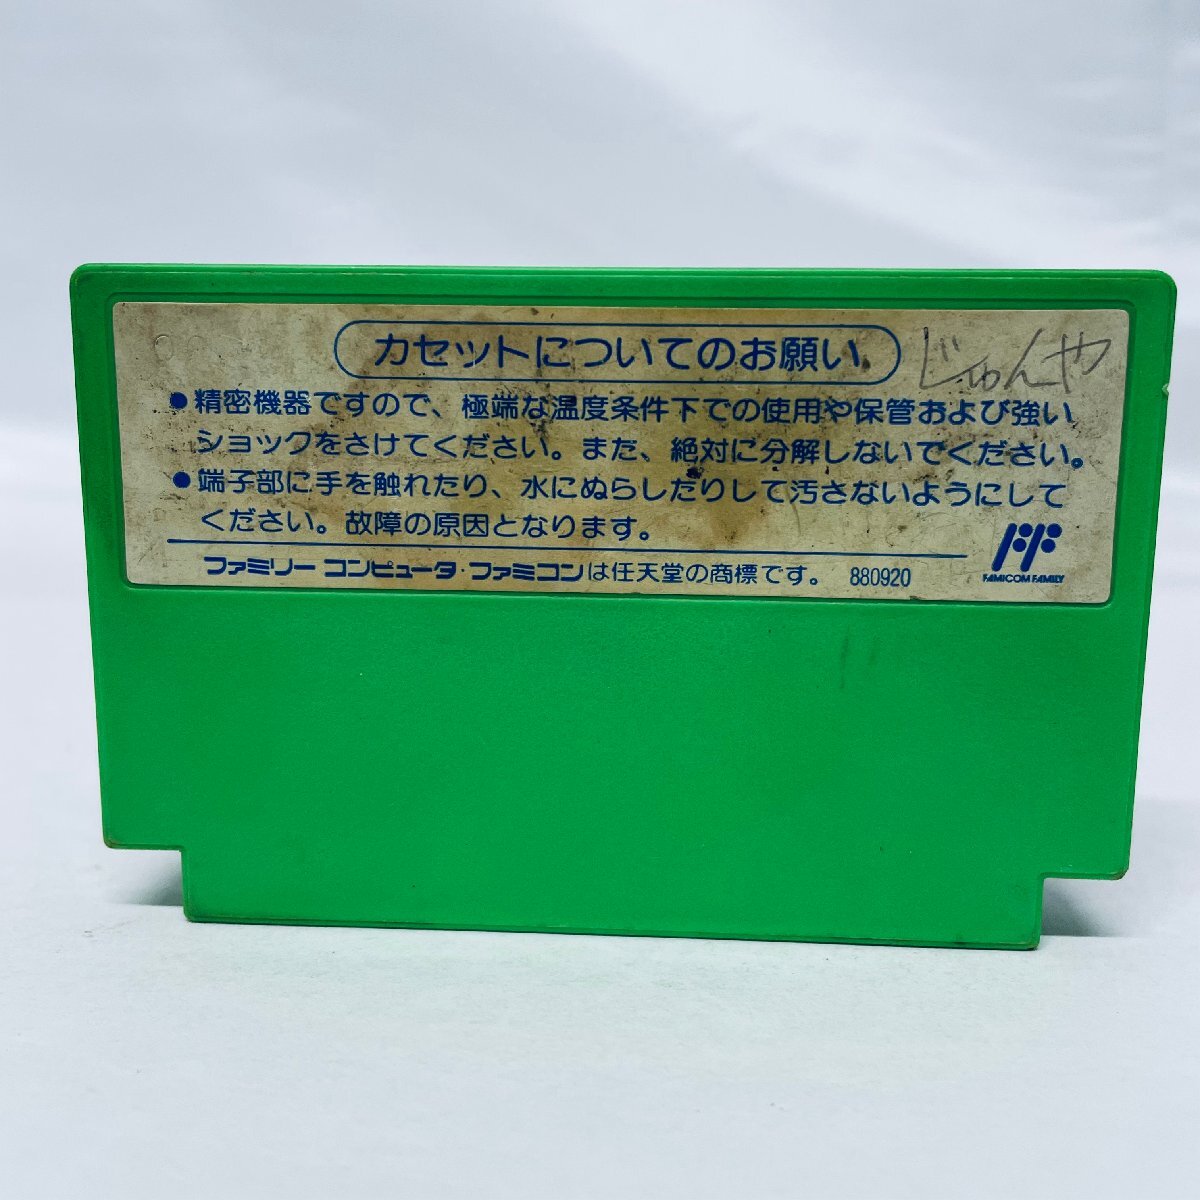 カセットについてのお願い
じゅんや
●精密機器ですので、極端な温度条件下での使用や保管および強い
ショックをさけてください。また、絶対に分解しないでください。
●端子部に手を触れたり、水にぬらしたりして汚さないようにして
ください。故障の原因となります。
ファミリー コンピュータ・ファミコンは任天堂の商標です。 880920
FAMICOM FAMILY